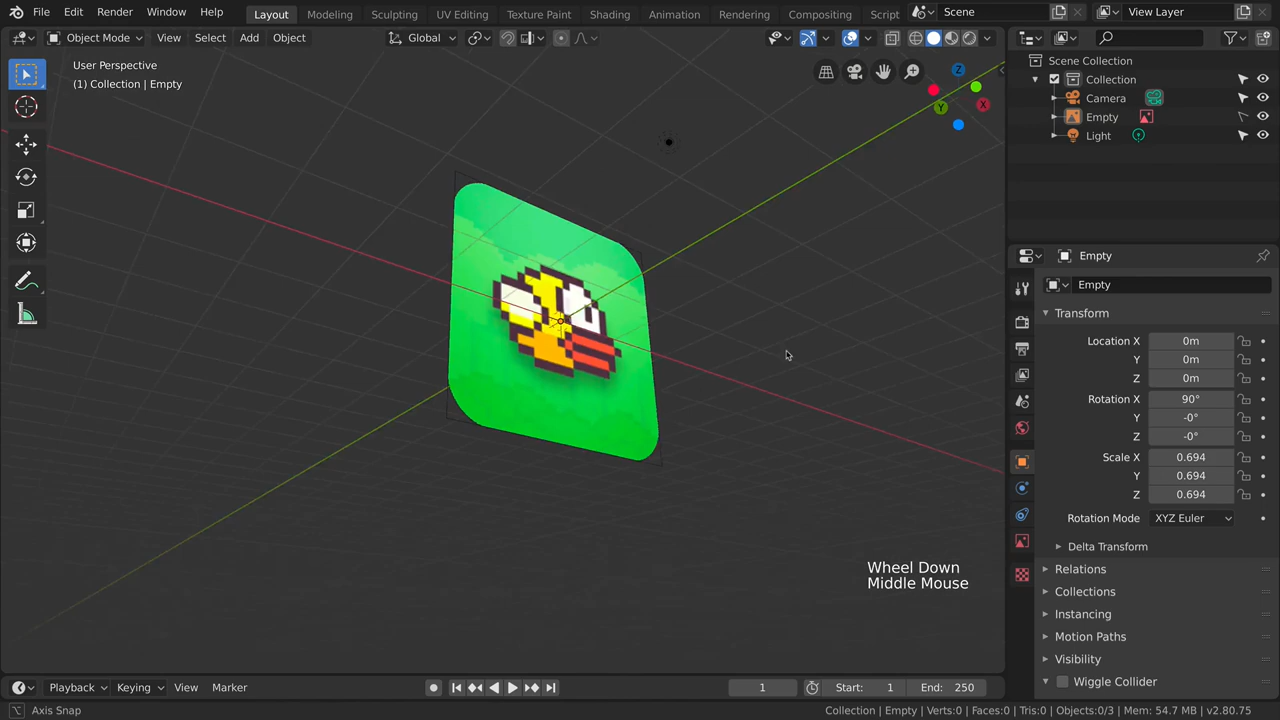 File Edit Render Window Help Layout Modeling Sculpting UV Editing Texture Paint Shading Animation Rendering Compositing Script Scene View Layer
Object Mode View Select Add Object Global
User Perspective
(1) Collection | Empty
Z
Y
X
Wheel Down
Middle Mouse
Scene Collection
Collection
Camera
Empty
Light
Empty
Empty
Transform
Location X 0m
Y 0m
Z 0m
Rotation X 90°
Y -0°
Z -0°
Scale X 0.694
Y 0.694
Z 0.694
Rotation Mode XYZ Euler
Delta Transform
Relations
Collections
Instancing
Motion Paths
Visibility
Wiggle Collider
Playback Keying View Marker 1 Start: 1 End: 250
Axis Snap Collection | Empty | Verts:0 | Faces:0 | Tris:0 | Objects:0/3 | Mem: 54.7 MB | v2.80.75